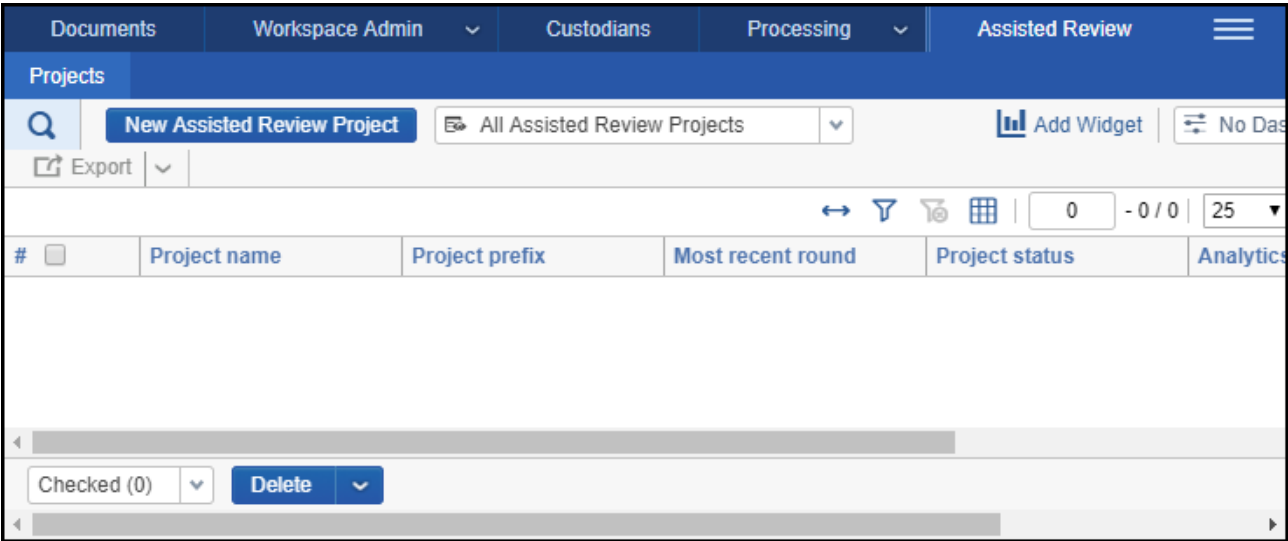 Documents Workspace Admin Custodians Processing Assisted Review
Projects
New Assisted Review Project All Assisted Review Projects Add Widget No Das
Export
0 - 0 / 0 25
# Project name Project prefix Most recent round Project status Analytics
Checked (0) Delete